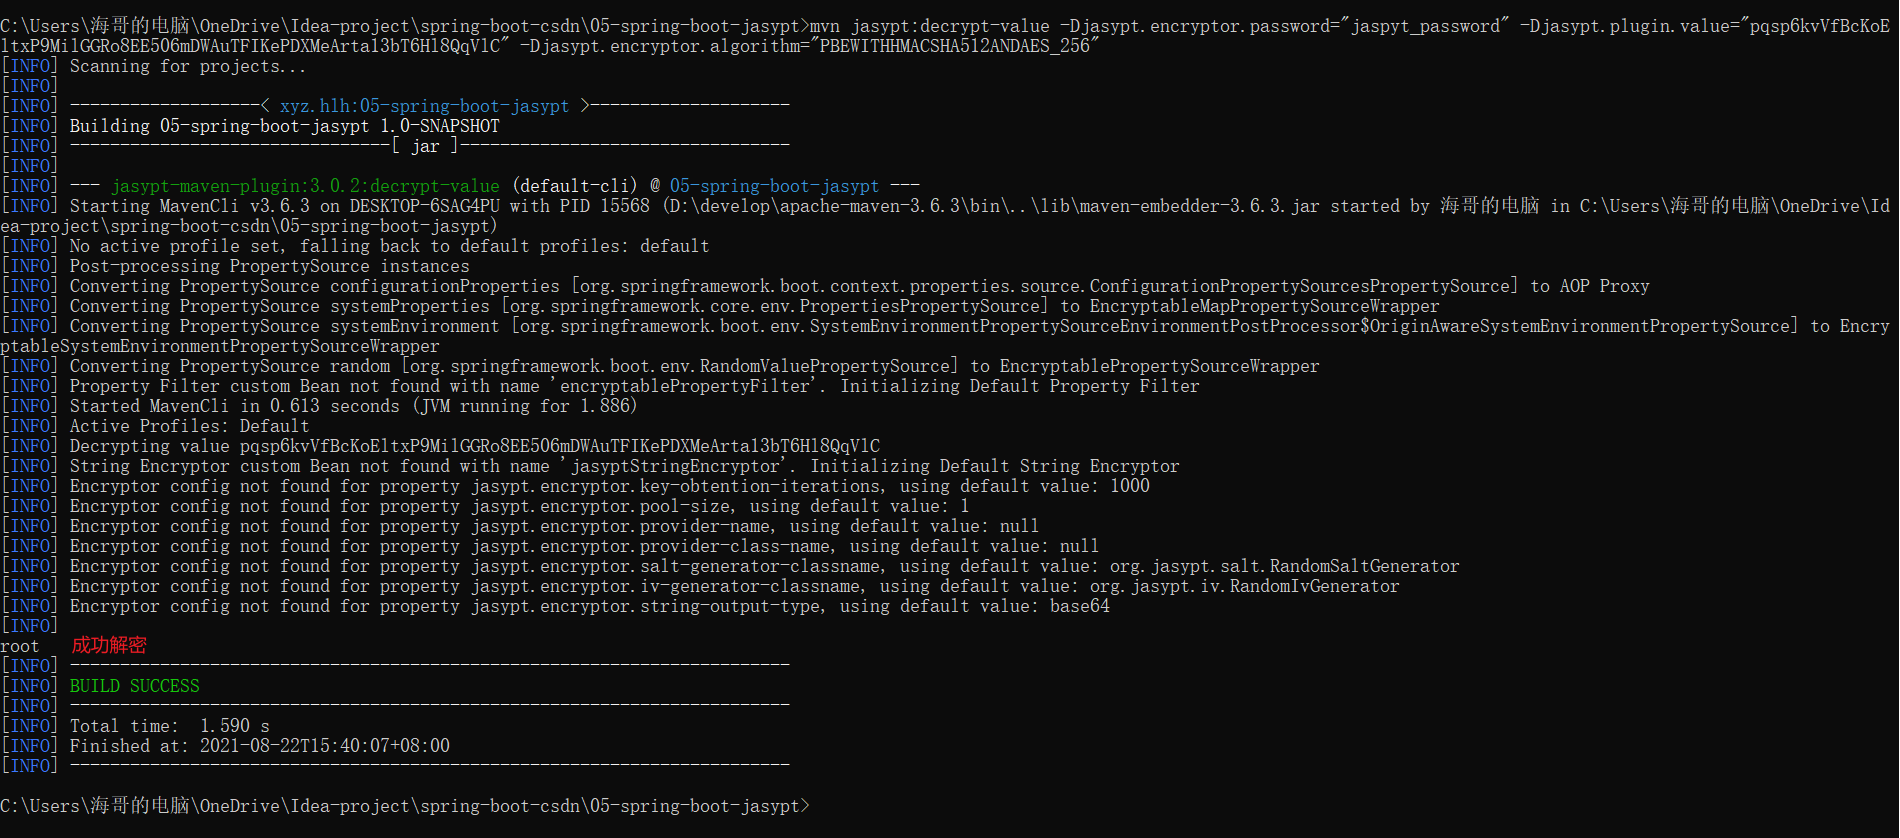 C:\Users\海哥的电脑\OneDrive\Idea-project\spring-boot-csdn\05-spring-boot-jasypt>mvn jasypt:decrypt-value -Djasypt.encryptor.password="jaspyt_password" -Djasypt.plugin.value="pqsp6kvvVfBcKoE
ltxP9MilGGRo8EE506mDWAuTFIKePDXMeArtal3bT6Hl8QqVlC" -Djasypt.encryptor.algorithm="PBEWITHHMACSHA512ANDAES_256"
[INFO] Scanning for projects...
[INFO]
[INFO] -------------------< xyz.hlh:05-spring-boot-jasypt >--------------------
[INFO] Building 05-spring-boot-jasypt 1.0-SNAPSHOT
[INFO] --------------------------------[ jar ]---------------------------------
[INFO]
[INFO] --- jasypt-maven-plugin:3.0.2:decrypt-value (default-cli) @ 05-spring-boot-jasypt ---
[INFO] Starting MavenCli v3.6.3 on DESKTOP-6SAG4PU with PID 15568 (D:\develop\apache-maven-3.6.3\bin\..\lib\maven-embedder-3.6.3.jar started by 海哥的电脑 in C:\Users\海哥的电脑\OneDrive\Id
ea-project\spring-boot-csdn\05-spring-boot-jasypt)
[INFO] No active profile set, falling back to default profiles: default
[INFO] Post-processing PropertySource instances
[INFO] Converting PropertySource configurationProperties [org.springframework.boot.context.properties.source.ConfigurationPropertySourcesPropertySource] to AOP Proxy
[INFO] Converting PropertySource systemProperties [org.springframework.core.env.PropertiesPropertySource] to EncryptableMapPropertySourceWrapper
[INFO] Converting PropertySource systemEnvironment [org.springframework.boot.env.SystemEnvironmentPropertySourceEnvironmentPostProcessor$OriginAwareSystemEnvironmentPropertySource] to Encry
ptableSystemEnvironmentPropertySourceWrapper
[INFO] Converting PropertySource random [org.springframework.boot.env.RandomValuePropertySource] to EncryptablePropertySourceWrapper
[INFO] Property Filter custom Bean not found with name 'encryptablePropertyFilter'. Initializing Default Property Filter
[INFO] Started MavenCli in 0.613 seconds (JVM running for 1.886)
[INFO] Active Profiles: Default
[INFO] Decrypting value pqsp6kvvVfBcKoEltxP9MilGGRo8EE506mDWAuTFIKePDXMeArtal3bT6Hl8QqVlC
[INFO] String Encryptor custom Bean not found with name 'jasyptStringEncryptor'. Initializing Default String Encryptor
[INFO] Encryptor config not found for property jasypt.encryptor.key-obtention-iterations, using default value: 1000
[INFO] Encryptor config not found for property jasypt.encryptor.pool-size, using default value: 1
[INFO] Encryptor config not found for property jasypt.encryptor.provider-name, using default value: null
[INFO] Encryptor config not found for property jasypt.encryptor.provider-class-name, using default value: null
[INFO] Encryptor config not found for property jasypt.encryptor.salt-generator-classname, using default value: org.jasypt.salt.RandomSaltGenerator
[INFO] Encryptor config not found for property jasypt.encryptor.iv-generator-classname, using default value: org.jasypt.iv.RandomIvGenerator
[INFO] Encryptor config not found for property jasypt.encryptor.string-output-type, using default value: base64
[INFO]
root 成功解密
[INFO] ------------------------------------------------------------------------
[INFO] BUILD SUCCESS
[INFO] ------------------------------------------------------------------------
[INFO] Total time:  1.590 s
[INFO] Finished at: 2021-08-22T15:40:07+08:00
[INFO] ------------------------------------------------------------------------
C:\Users\海哥的电脑\OneDrive\Idea-project\spring-boot-csdn\05-spring-boot-jasypt>